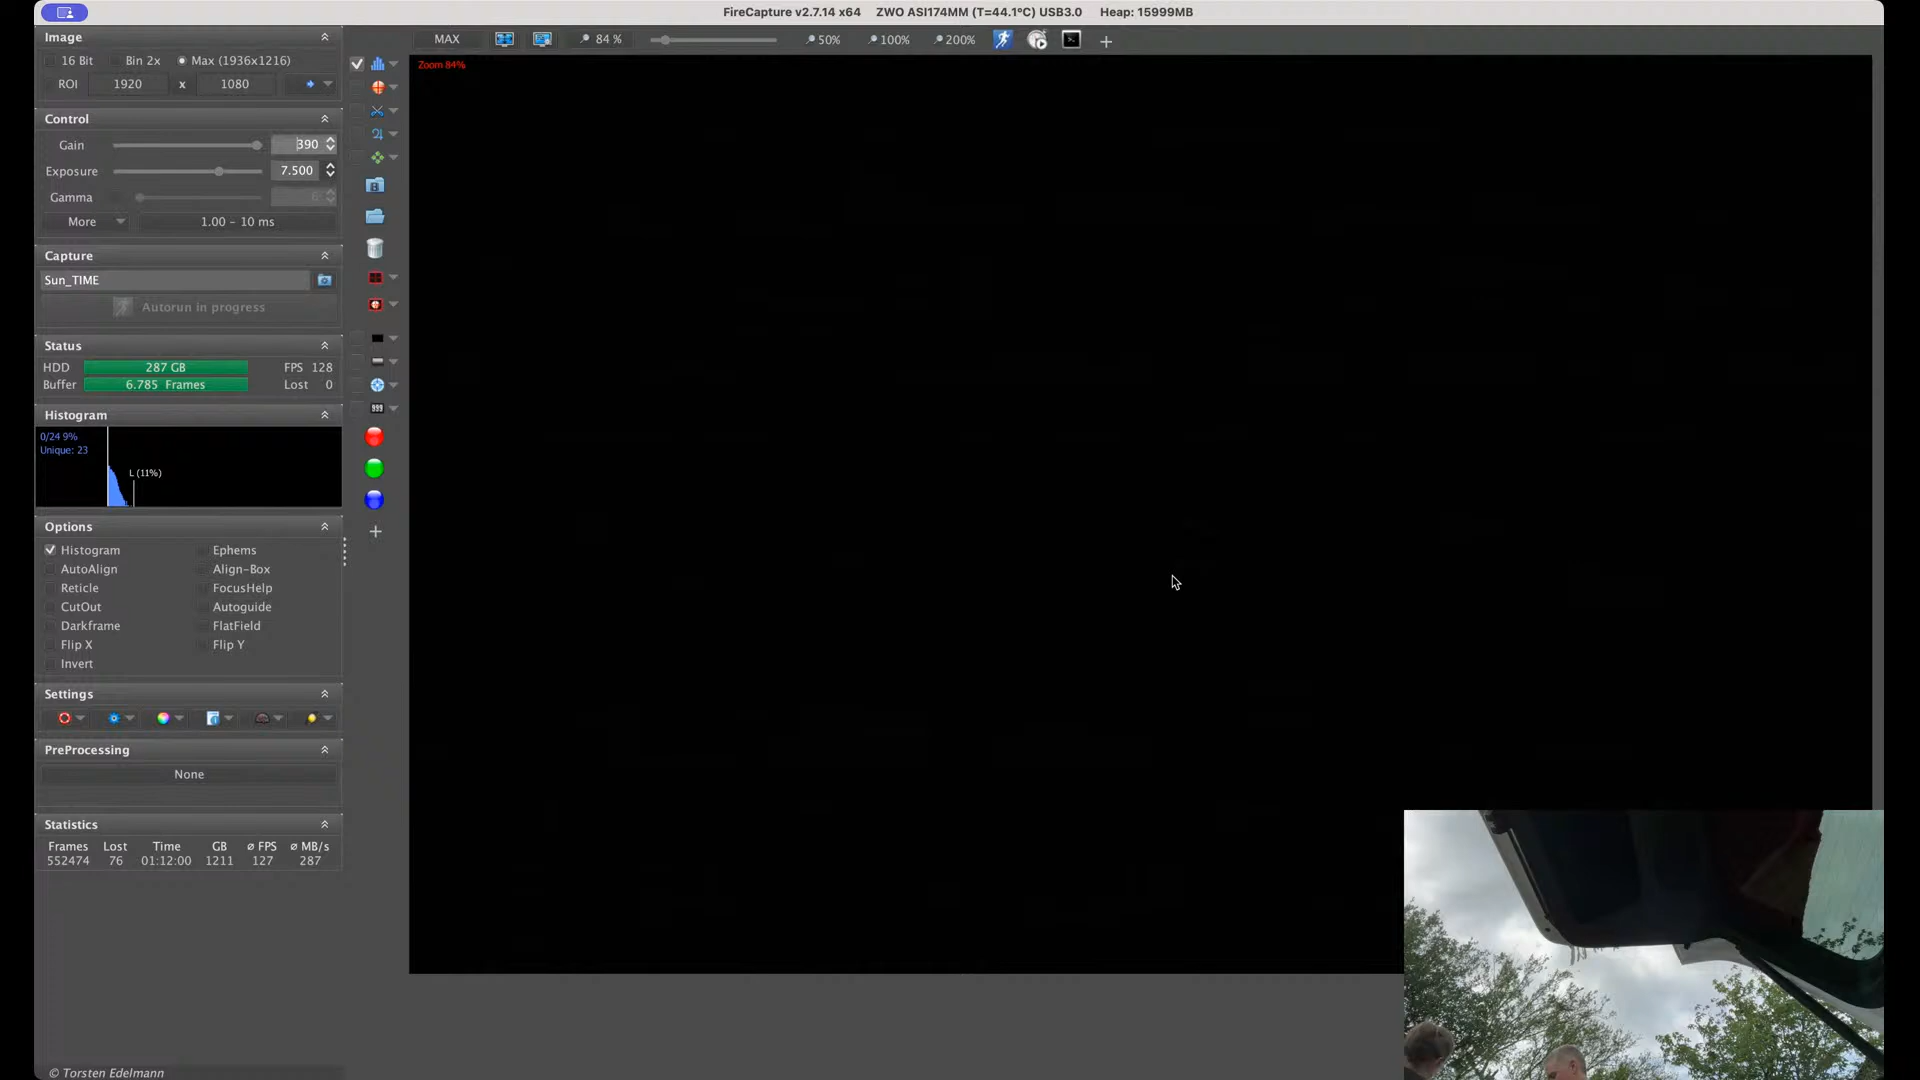 FireCapture v2.7.14 x64 ZWO ASI174MM (T=44.1°C) USB3.0 Heap: 15999MB
Image
MAX 84 % 50% 100% 200%
16 Bit Bin 2x Max (1936x1216)
Zoom 84%
ROI 1920 x 1080
Control
Gain 390
Exposure 7.500
Gamma 6
More 1.00 - 10 ms
Capture
Sun_TIME
Autorun in progress
Status
HDD 287 GB FPS 128
Buffer 6.785 Frames Lost 0
Histogram
0/24 9%
Unique: 23
L (11%)
Options
Histogram Ephems
AutoAlign Align-Box
Reticle FocusHelp
CutOut Autoguide
Darkframe FlatField
Flip X Flip Y
Invert
Settings
PreProcessing
None
Statistics
Frames Lost Time GB ⌀ FPS ⌀ MB/s
552474 76 01:12:00 1211 127 287
© Torsten Edelmann